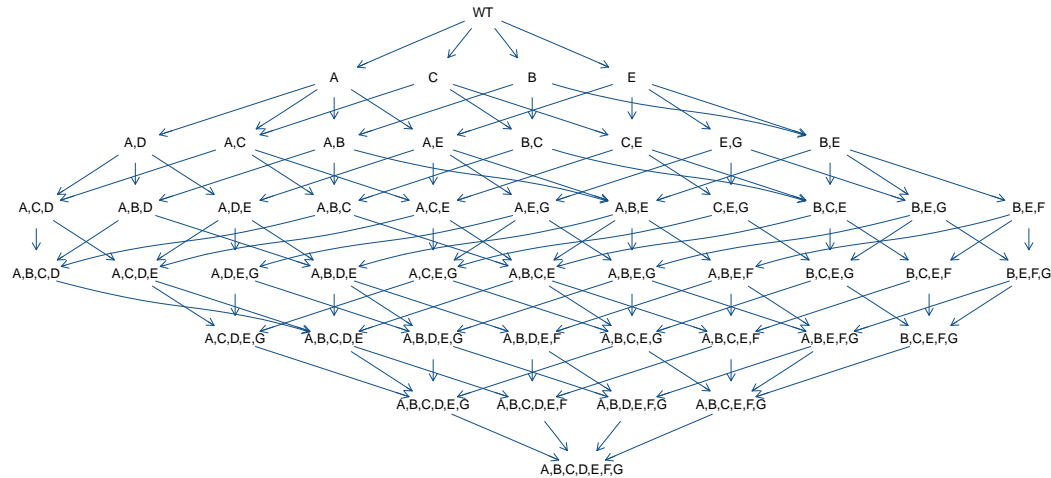 WT
A C B E
A,D A,C A,B A,E B,C C,E E,G B,E
A,C,D A,B,D A,D,E A,B,C A,C,E A,E,G A,B,E C,E,G B,C,E B,E,G B,E,F
A,B,C,D A,C,D,E A,D,E,G A,B,D,E A,C,E,G A,B,C,E A,B,E,G A,B,E,F B,C,E,G B,C,E,F B,E,F,G
A,C,D,E,G A,B,C,D,E A,B,D,E,G A,B,D,E,F A,B,C,E,G A,B,C,E,F A,B,E,F,G B,C,E,F,G
A,B,C,D,E,G A,B,C,D,E,F A,B,D,E,F,G A,B,C,E,F,G
A,B,C,D,E,F,G